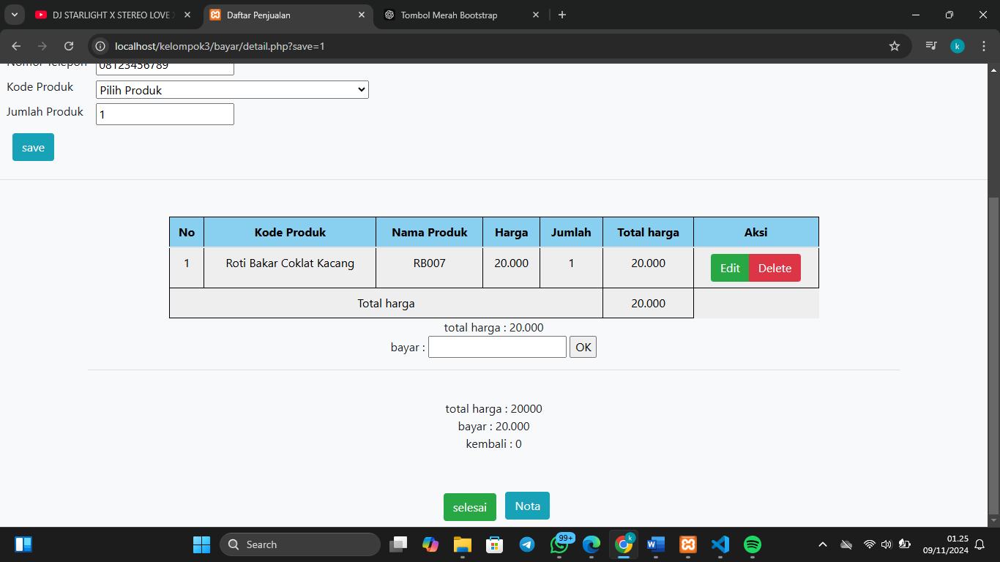 DJ STARLIGHT X STEREO LOVE
Daftar Penjualan
Tombol Merah Bootstrap
localhost/kelompok3/bayar/detail.php?save=1
k
Nomor Telepon 08123456789
Kode Produk Pilih Produk
Jumlah Produk 1
save
No Kode Produk Nama Produk Harga Jumlah Total harga Aksi
1 Roti Bakar Coklat Kacang RB007 20.000 1 20.000 Edit Delete
Total harga 20.000
total harga : 20.000
bayar : OK
total harga : 20000
bayar : 20.000
kembali : 0
selesai Nota
Search
99+
k
01.25
09/11/2024